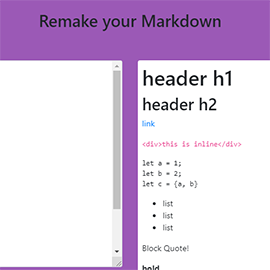 Remake your Markdown
header h1
header h2
link
<div>this is inline</div>
let a = 1;
let b = 2;
let c = {a, b}
list
list
list
Block Quote!
bold